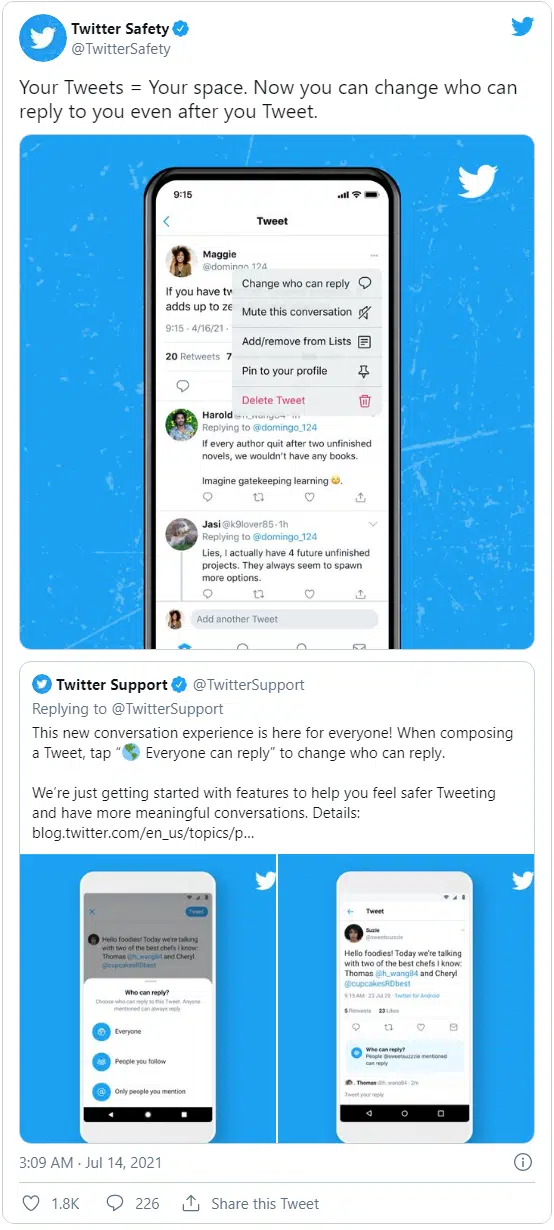 Twitter Safety
@TwitterSafety
Your Tweets = Your space. Now you can change who can
reply to you even after you Tweet.
9:15
Tweet
Maggie
@domingo_124
Change who can reply
If you have tw
Mute this conversation
adds up to ze
9:15 · 4/16/21 ·
Add/remove from Lists
20 Retweets 7
Pin to your profile
Delete Tweet
Harold @h_wang84 · 1h
Replying to @domingo_124
If every author quit after two unfinished
novels, we wouldn't have any books.
Imagine gatekeeping learning 😳.
Jasi @k9lover85 · 1h
Replying to @domingo_124
Lies, I actually have 4 future unfinished
projects. They always seem to spawn
more options.
Add another Tweet
Twitter Support @TwitterSupport
Replying to @TwitterSupport
This new conversation experience is here for everyone! When composing
a Tweet, tap “🌎 Everyone can reply” to change who can reply.
We’re just getting started with features to help you feel safer Tweeting
and have more meaningful conversations. Details:
blog.twitter.com/en_us/topics/p...
Tweet
Hello foodies! Today we're talking
with two of the best chefs I know:
Thomas @h_wang84 and Cheryl
@cupcakesRDbest
Who can reply?
Choose who can reply to this Tweet. Anyone
mentioned can always reply
Everyone
People you follow
Only people you mention
Tweet
Suzie
@sweetsuzzzie
Hello foodies! Today we're talking
with two of the best chefs I know:
Thomas @h_wang84 and Cheryl
@cupcakesRDbest
9:15 AM · 23 Jul 20 · Twitter for Android
5 Retweets 23 Likes
Who can reply?
People @sweetsuzzzie mentioned
can reply
Thomas @h_wang84 · 2m
Tweet your reply
3:09 AM · Jul 14, 2021
1.8K
226
Share this Tweet